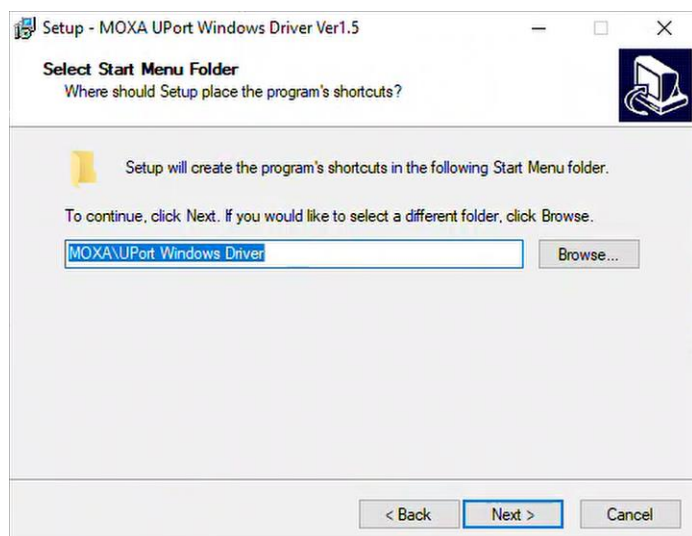 Setup - MOXA UPort Windows Driver Ver1.5
Select Start Menu Folder
Where should Setup place the program's shortcuts?
Setup will create the program's shortcuts in the following Start Menu folder.
To continue, click Next. If you would like to select a different folder, click Browse.
MOXA\UPort Windows Driver
Browse...
< Back
Next >
Cancel